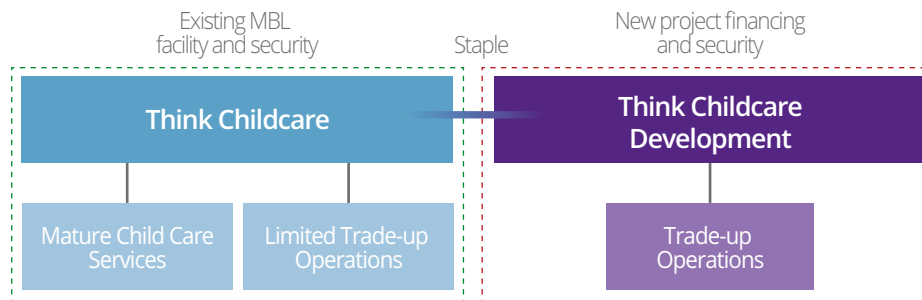 Existing MBL
facility and security
Staple
New project financing
and security
Think Childcare
Think Childcare
Development
Mature Child Care
Services
Limited Trade-up
Operations
Trade-up
Operations